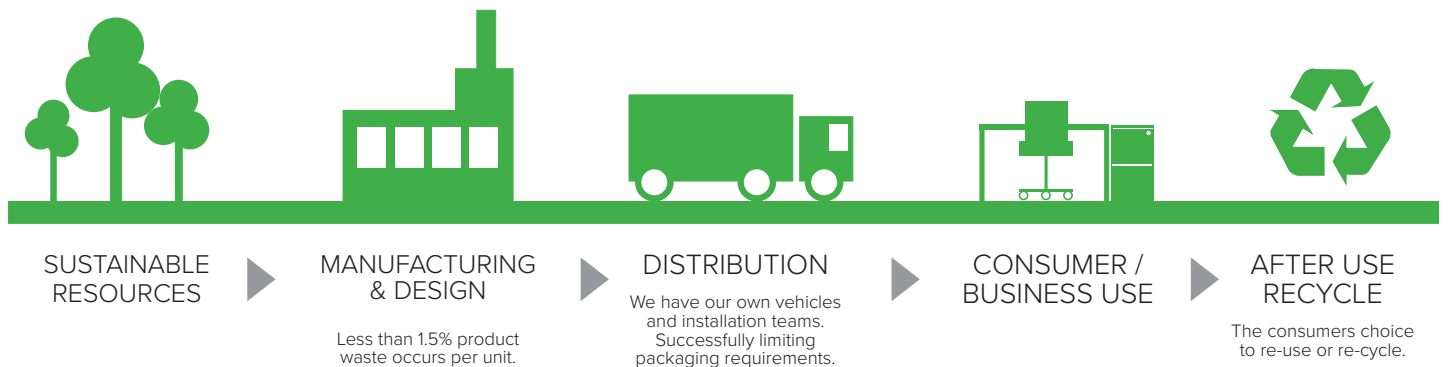 SUSTAINABLE
RESOURCES
MANUFACTURING
& DESIGN
Less than 1.5% product
waste occurs per unit.
DISTRIBUTION
We have our own vehicles
and installation teams.
Successfully limiting
packaging requirements.
CONSUMER /
BUSINESS USE
AFTER USE
RECYCLE
The consumers choice
to re-use or re-cycle.